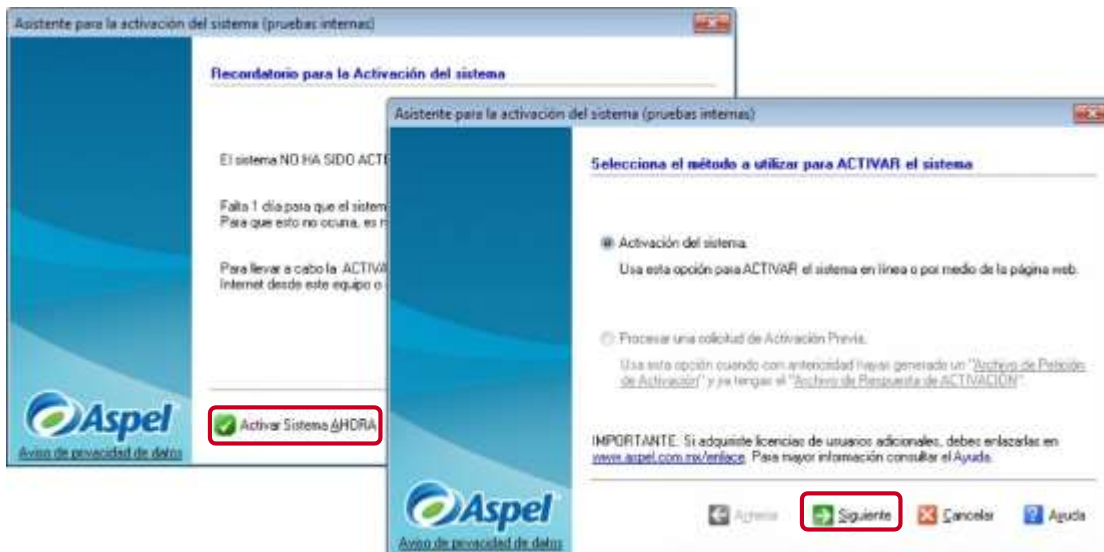 Asistente para la activación del sistema (pruebas internas)
Recordatorio para la Activación del sistema
El sistema NO HA SIDO ACTI
Falta 1 día para que el sistem
Para que esto no ocurra, es n
Para llevar a cabo la ACTIVA
Internet desde este equipo o
Activar Sistema AHORA
Aspel
Aviso de privacidad de datos
Asistente para la activación del sistema (pruebas internas)
Selecciona el método a utilizar para ACTIVAR el sistema
Activación del sistema.
Usa esta opción para ACTIVAR el sistema en línea o por medio de la página web.
Procesar una solicitud de Activación Previa.
Usa esta opción cuando con anterioridad hayas generado un "Archivo de Petición
de Activación" y ya tengas el "Archivo de Respuesta de ACTIVACIÓN".
IMPORTANTE: Si adquiriste licencias de usuarios adicionales, debes enlazarlas en
www.aspel.com.mx/enlace. Para mayor información consultar el Ayuda.
Anterior
Siguiente
Cancelar
Ayuda
Aspel
Aviso de privacidad de datos